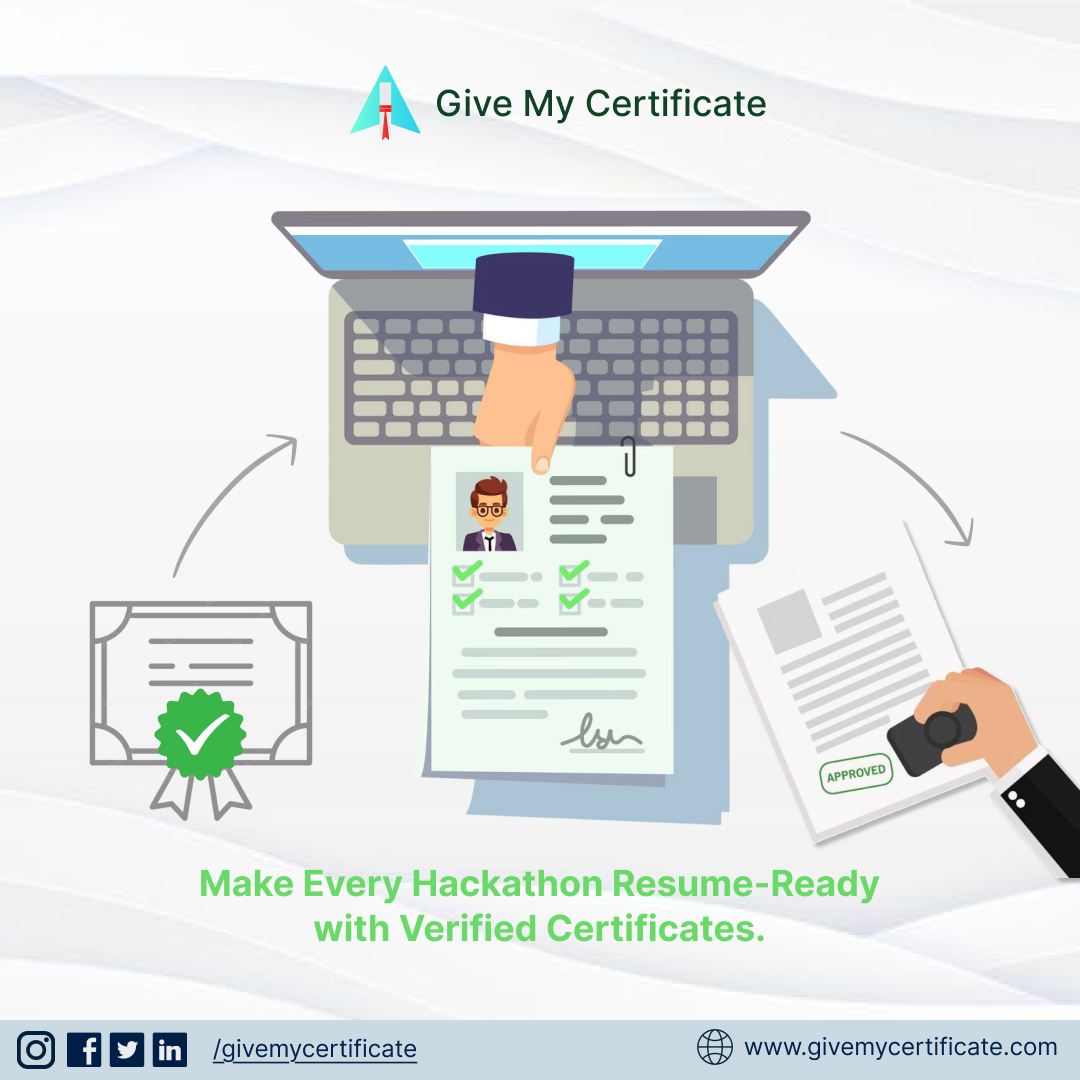 Give My Certificate
APPROVED
Make Every Hackathon Resume-Ready
with Verified Certificates.
/givemycertificate
www.givemycertificate.com